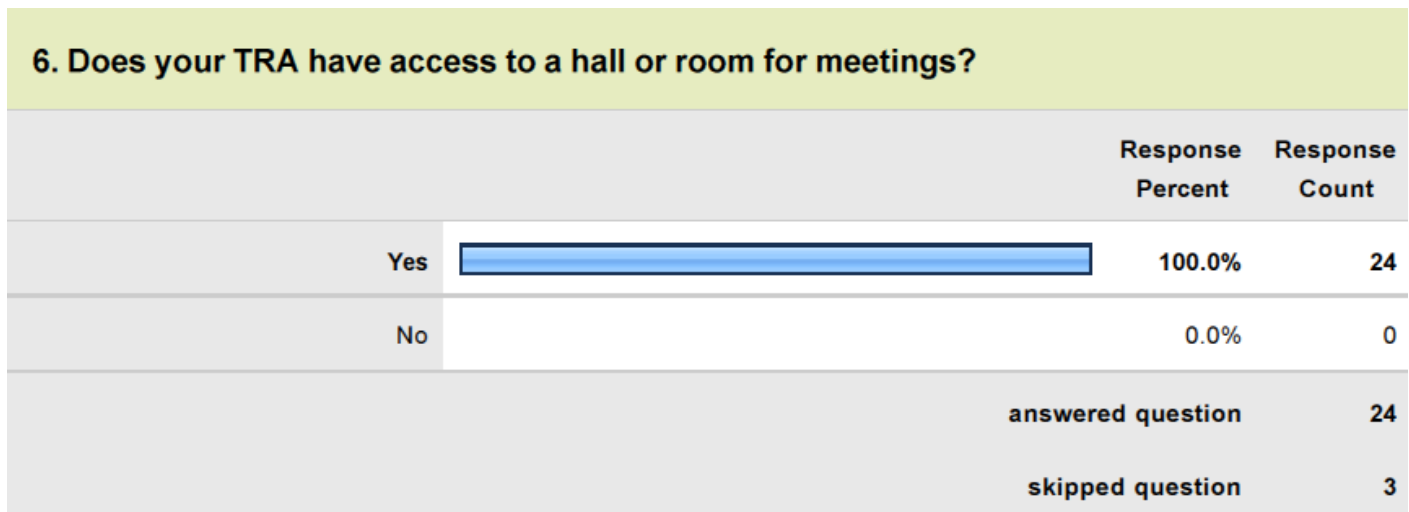 6. Does your TRA have access to a hall or room for meetings?
Response Response
Percent Count
Yes 100.0% 24
No 0.0% 0
answered question 24
skipped question 3